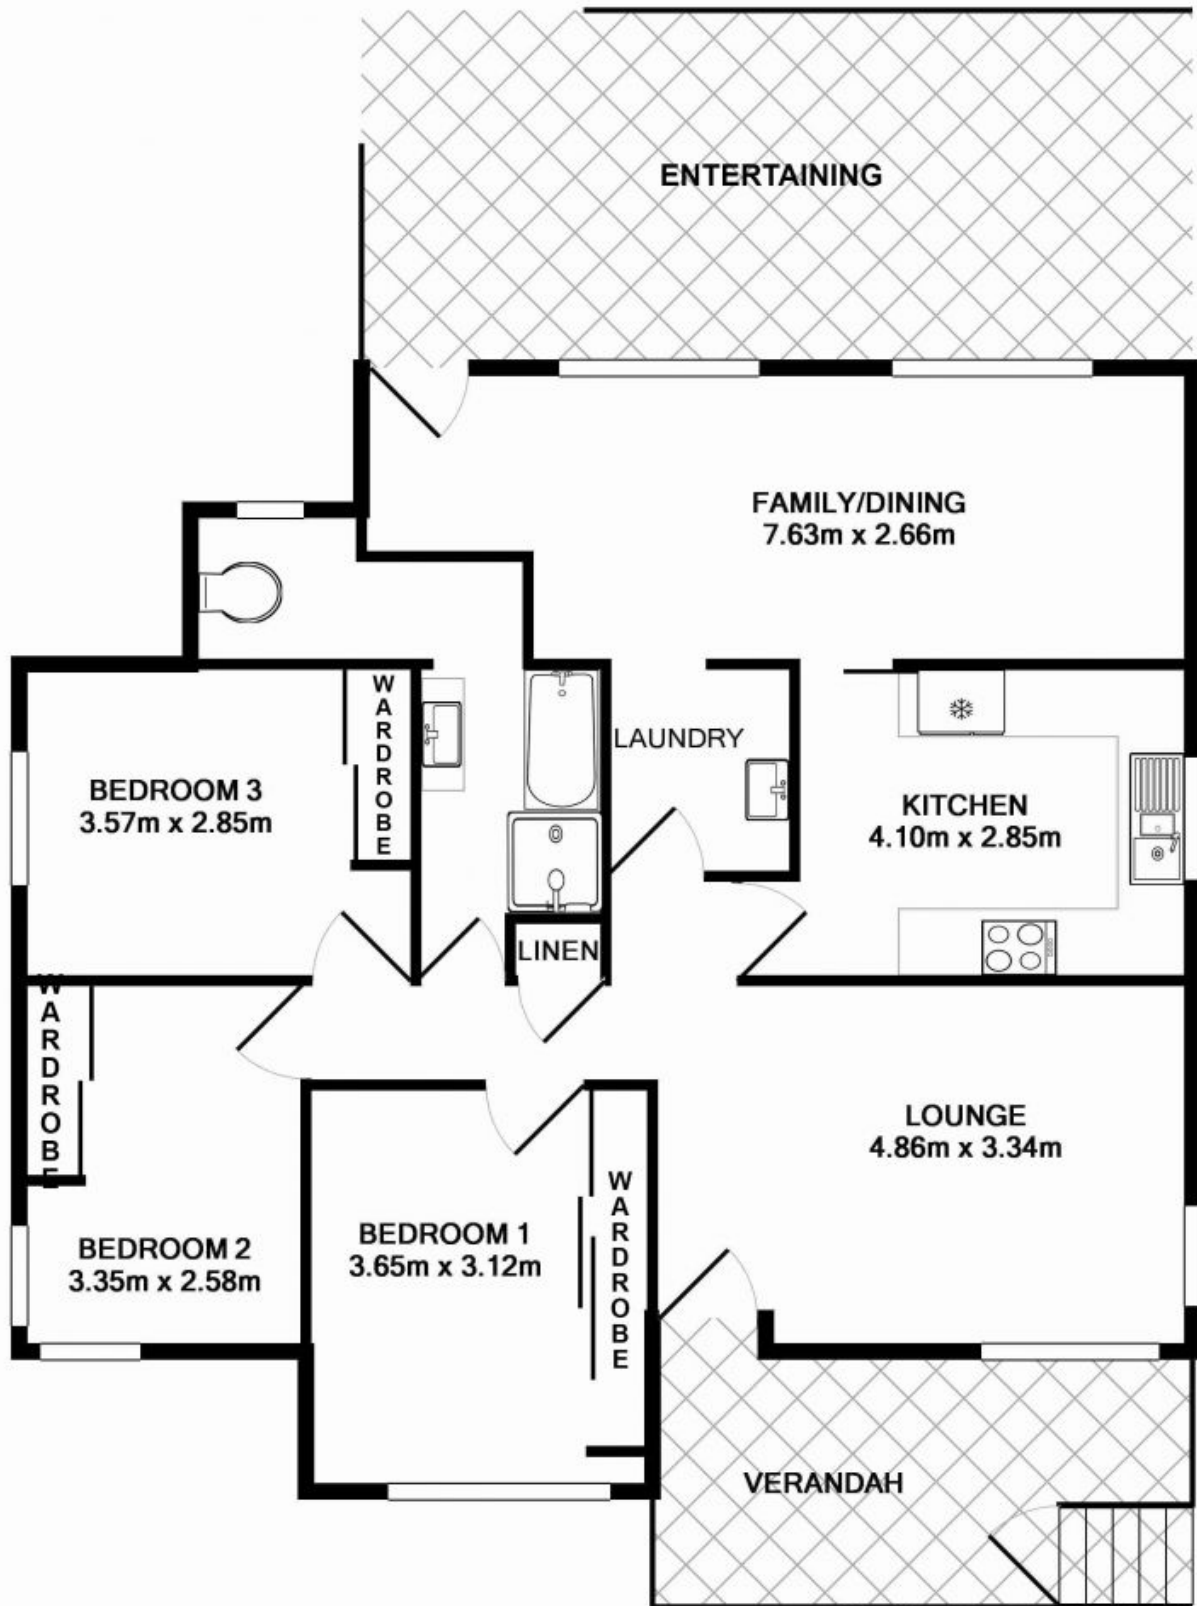 ENTERTAINING
FAMILY/DINING
7.63m x 2.66m
WARDROBE
LAUNDRY
BEDROOM 3
3.57m x 2.85m
KITCHEN
4.10m x 2.85m
LINEN
WARDROBE
LOUNGE
4.86m x 3.34m
WARDROBE
BEDROOM 1
3.65m x 3.12m
BEDROOM 2
3.35m x 2.58m
VERANDAH